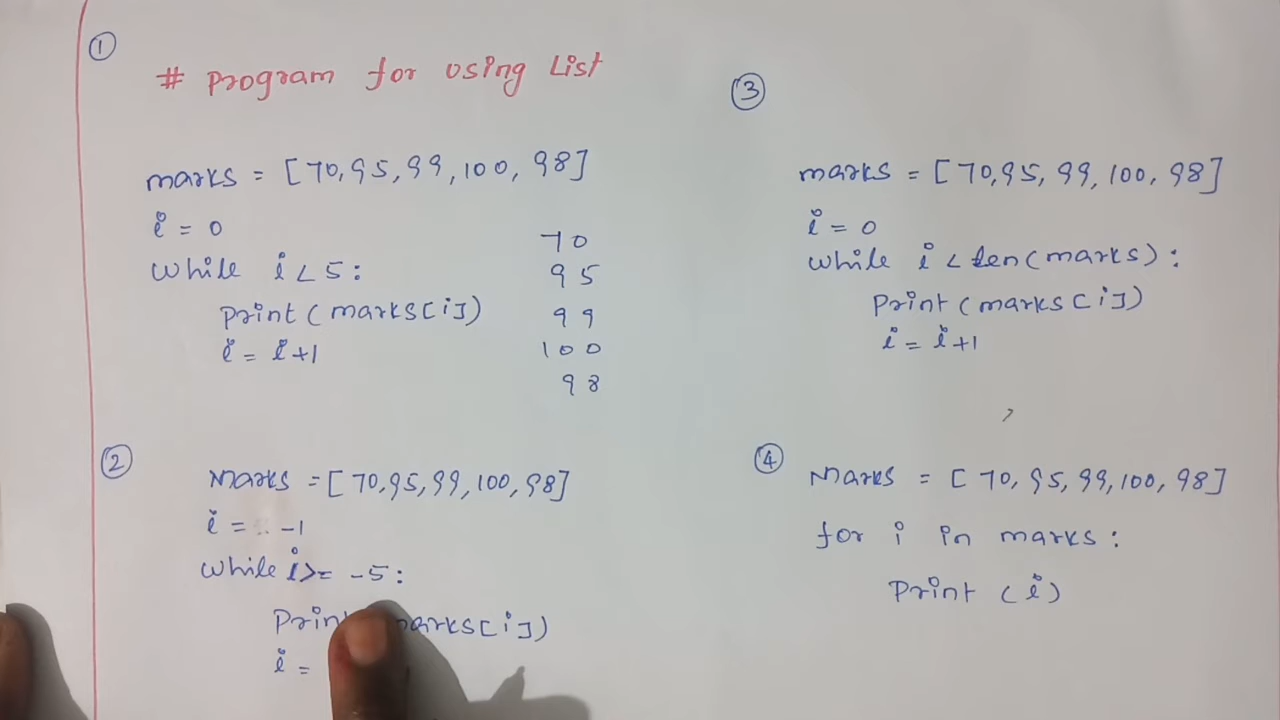 ①
# Program for using List
marks = [70,95,99,100,98]
i = 0
while i < 5:
print(marks[i])
i = i+1
70
95
99
100
98
②
marks = [70,95,99,100,98]
i = -1
while i >= -5:
marks[i])
i =
③
marks = [70,95,99,100,98]
i = 0
while i < len(marks):
print(marks[i])
i = i+1
④
marks = [70,95,99,100,98]
for i in marks:
print(i)